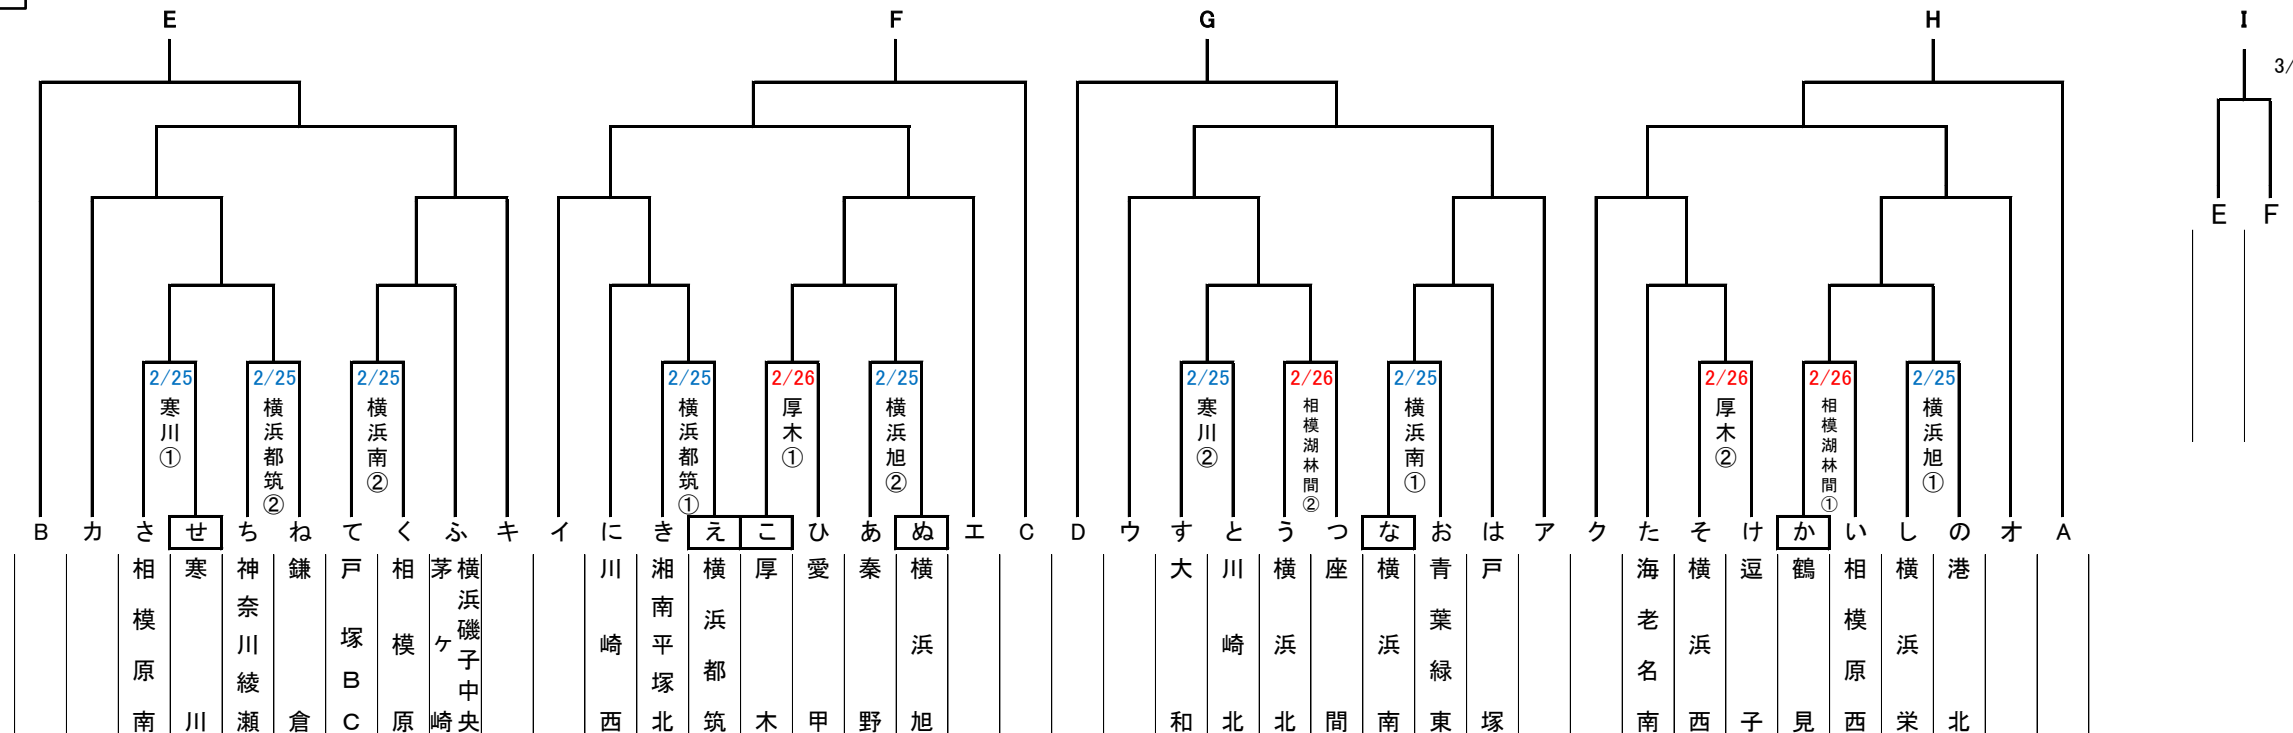 E F G H I
3/
E F
2/25 2/25 2/25 2/25 2/26 2/25 2/25 2/26 2/25 2/26 2/26 2/25
寒川①
横浜都筑②
横浜南②
横浜都筑①
厚木①
横浜旭②
寒川②
相模湖林間②
横浜南①
厚木②
相模湖林間①
横浜旭①
B カ さ せ ち ね て く ふ キ イ に き え こ ひ あ ぬ エ C D ウ す と う つ な お は ア ク た そ け か い し の オ A
相模原南
寒川
神奈川綾瀬
鎌倉
戸塚BC
相模原
横浜磯子中央
茅ヶ崎
川崎西
湘南平塚北
横浜都筑
厚木
愛甲
秦野
横浜旭
大和
川崎北
横浜北
座間
横浜南
青葉緑東
戸塚
海老名南
横浜西
逗子
鶴見
相模原西
横浜栄
港北